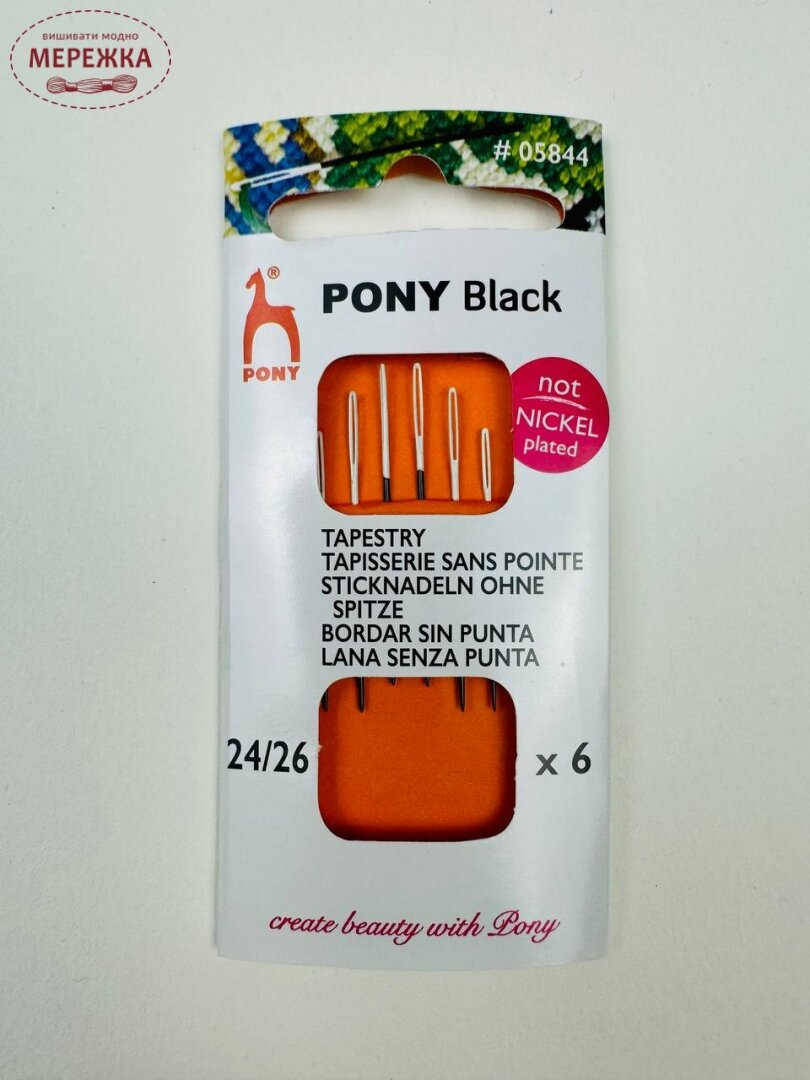 вишивати модно
МЕРЕЖКА
# 05844
®
PONY
PONY Black
not
NICKEL
plated
TAPESTRY
TAPISSERIE SANS POINTE
STICKNADELN OHNE
SPITZE
BORDAR SIN PUNTA
LANA SENZA PUNTA
24/26
x 6
create beauty with Pony